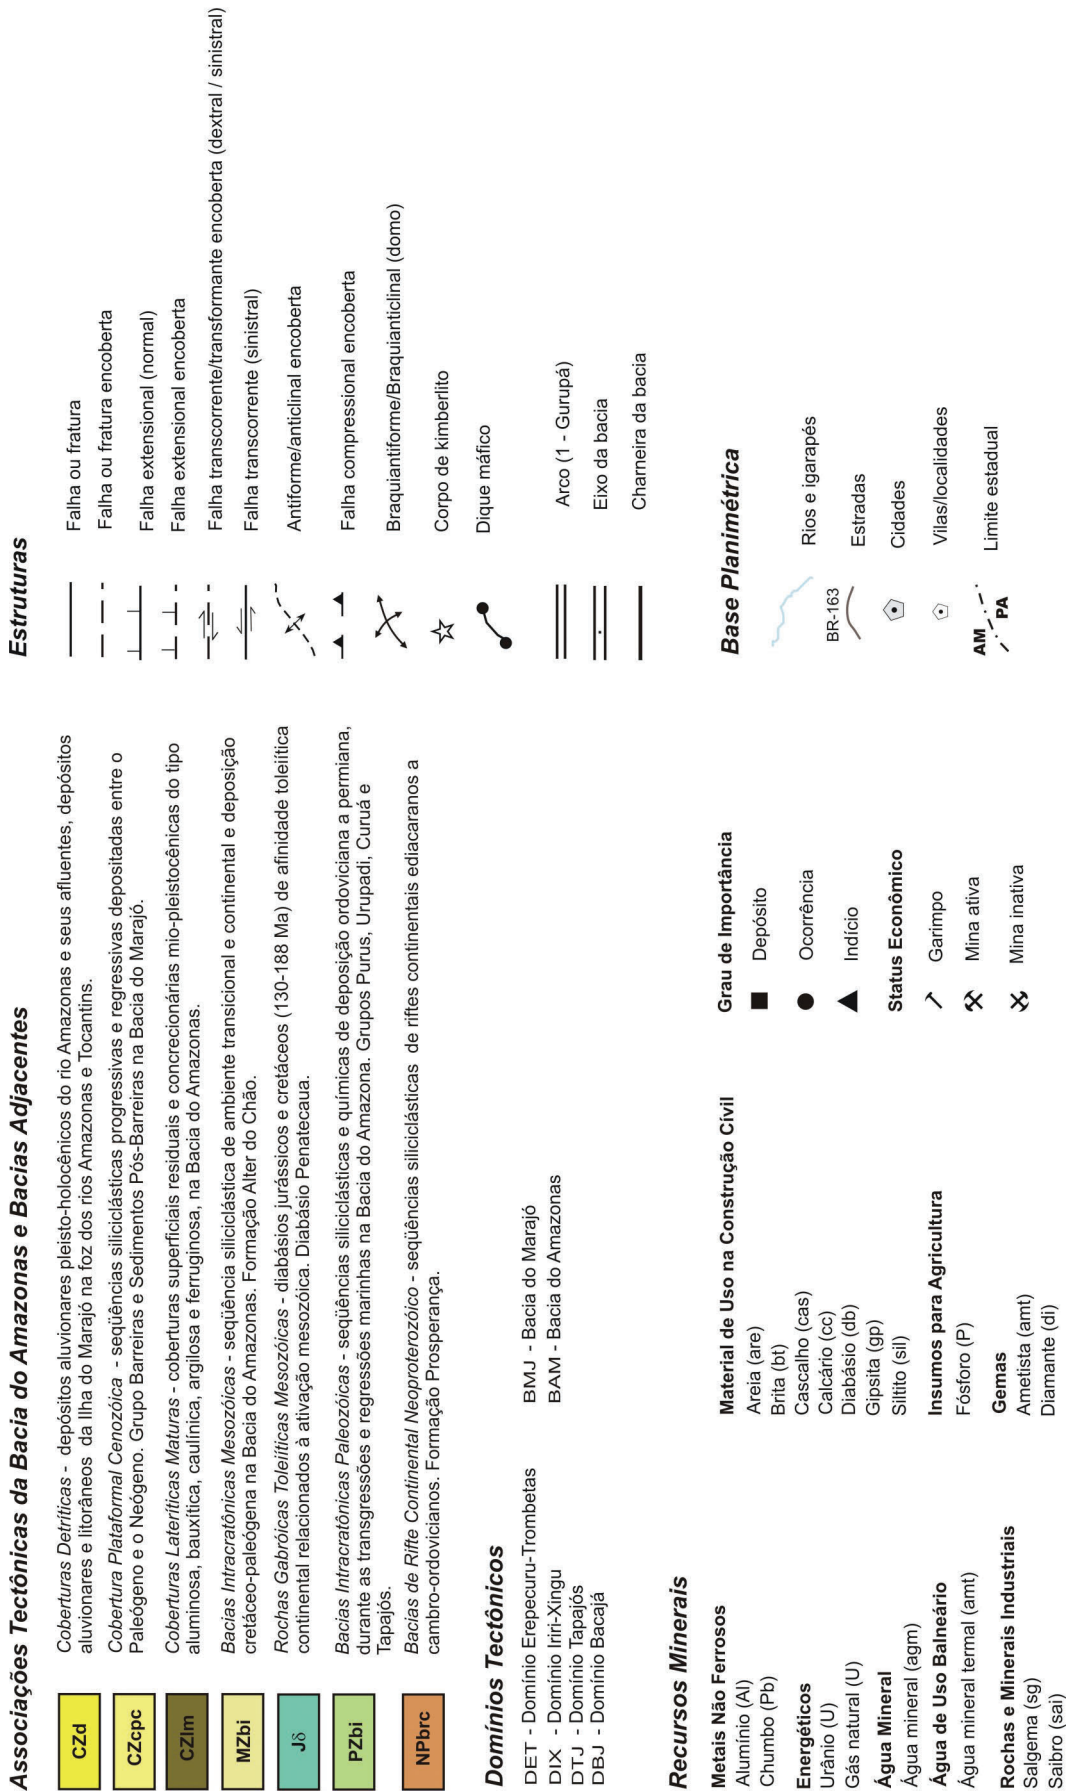 Associações Tectônicas da Bacia do Amazonas e Bacias Adjacentes
CZd
Coberturas Detríticas - depósitos aluvionares pleisto-holocênicos do rio Amazonas e seus afluentes, depósitos
aluvionares e litorâneos da Ilha do Marajó na foz dos rios Amazonas e Tocantins.
CZcpc
Cobertura Plataformal Cenozóica - seqüências siliciclásticas progressivas e regressivas depositadas entre o
Paleógeno e o Neógeno. Grupo Barreiras e Sedimentos Pós-Barreiras na Bacia do Marajó.
CZlm
Coberturas Lateríticas Maturas - coberturas superficiais residuais e concrecionárias mio-pleistocênicas do tipo
aluminosa, bauxítica, caulínica, argilosa e ferruginosa, na Bacia do Amazonas.
MZbi
Bacias Intracratônicas Mesozóicas - seqüência siliciclástica de ambiente transicional e continental e deposição
cretáceo-paleógena na Bacia do Amazonas. Formação Alter do Chão.
Jδ
Rochas Gabróicas Toleiíticas Mesozóicas - diabásios jurássicos e cretáceos (130-188 Ma) de afinidade toleiítica
continental relacionados à ativação mesozóica. Diabásio Penatecaua.
PZbi
Bacias Intracratônicas Paleozóicas - seqüências siliciclásticas e químicas de deposição ordoviciana a permiana,
durante as transgressões e regressões marinhas na Bacia do Amazona. Grupos Purus, Urupadi, Curuá e
Tapajós.
NPbrc
Bacias de Rifte Continental Neoproterozóico - seqüências siliciclásticas de riftes continentais ediacaranos a
cambro-ordovicianos. Formação Prosperança.
Estruturas
Falha ou fratura
Falha ou fratura encoberta
Falha extensional (normal)
Falha extensional encoberta
Falha transcorrente/transformante encoberta (dextral / sinistral)
Falha transcorrente (sinistral)
Antiforme/anticlinal encoberta
Falha compressional encoberta
Braquiantiforme/Braquianticlinal (domo)
Corpo de kimberlito
Dique máfico
Arco (1 - Gurupá)
Eixo da bacia
Charneira da bacia
Domínios Tectônicos
DET - Domínio Erepecuru-Trombetas
DIX - Domínio Iriri-Xingu
DTJ - Domínio Tapajós
DBJ - Domínio Bacajá
BMJ - Bacia do Marajó
BAM - Bacia do Amazonas
Recursos Minerais
Metais Não Ferrosos
Alumínio (Al)
Chumbo (Pb)
Energéticos
Urânio (U)
Gás natural (U)
Água Mineral
Água mineral (agm)
Água de Uso Balneário
Água mineral termal (amt)
Rochas e Minerais Industriais
Salgema (sg)
Saibro (sai)
Material de Uso na Construção Civil
Areia (are)
Brita (bt)
Cascalho (cas)
Calcário (cc)
Diabásio (db)
Gipsita (gp)
Siltito (sil)
Insumos para Agricultura
Fósforo (P)
Gemas
Ametista (amt)
Diamante (di)
Grau de Importância
Depósito
Ocorrência
Indício
Status Econômico
Garimpo
Mina ativa
Mina inativa
Base Planimétrica
Rios e igarapés
BR-163
Estradas
Cidades
Vilas/localidades
AM
PA
Limite estadual